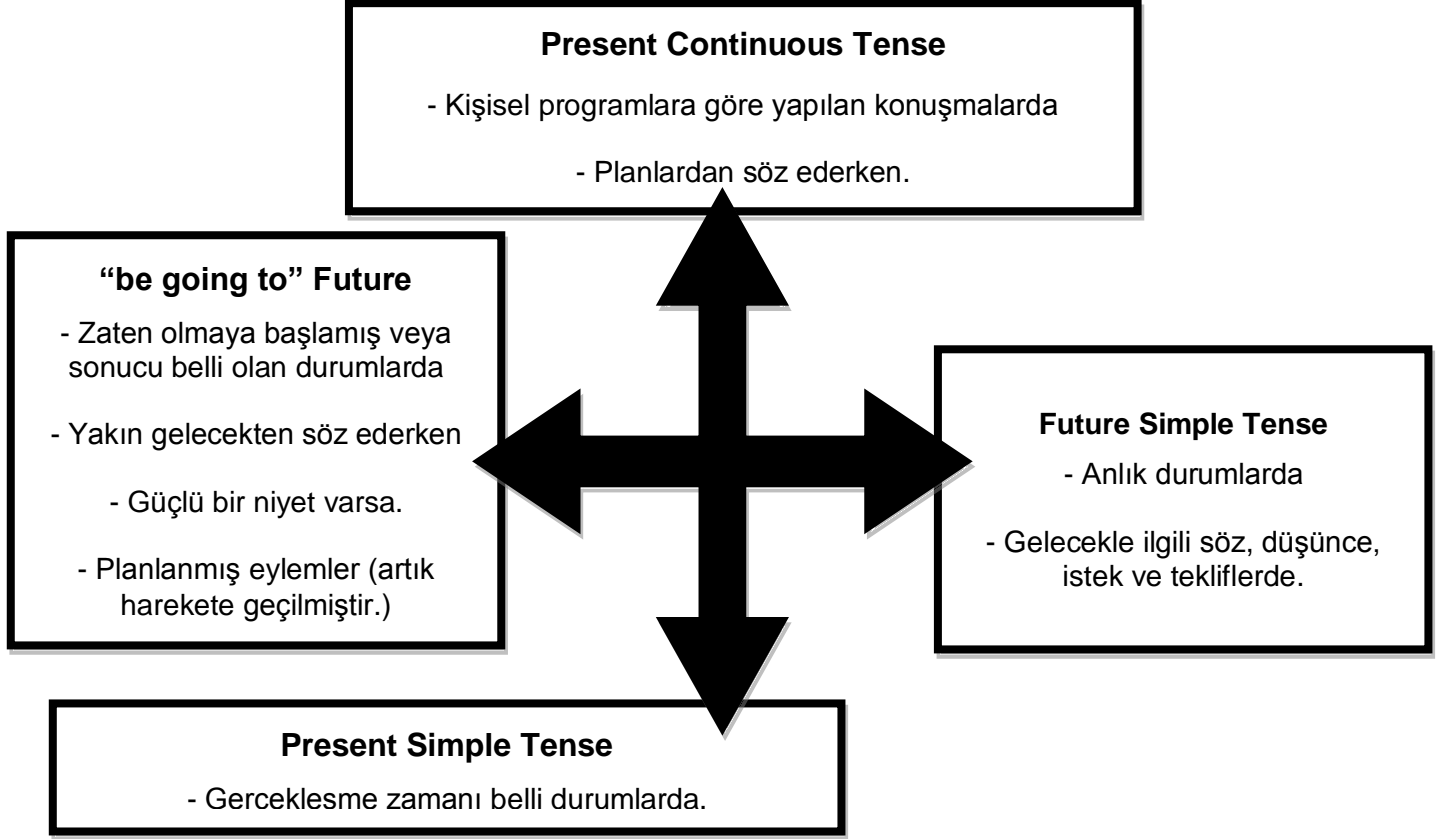 Present Continuous Tense
- Kişisel programlara göre yapılan konuşmalarda
- Planlardan söz ederken.
“be going to” Future
- Zaten olmaya başlamış veya
sonucu belli olan durumlarda
- Yakın gelecekten söz ederken
- Güçlü bir niyet varsa.
- Planlanmış eylemler (artık
harekete geçilmiştir.)
Future Simple Tense
- Anlık durumlarda
- Gelecekle ilgili söz, düşünce,
istek ve tekliflerde.
Present Simple Tense
- Gerceklesme zamanı belli durumlarda.